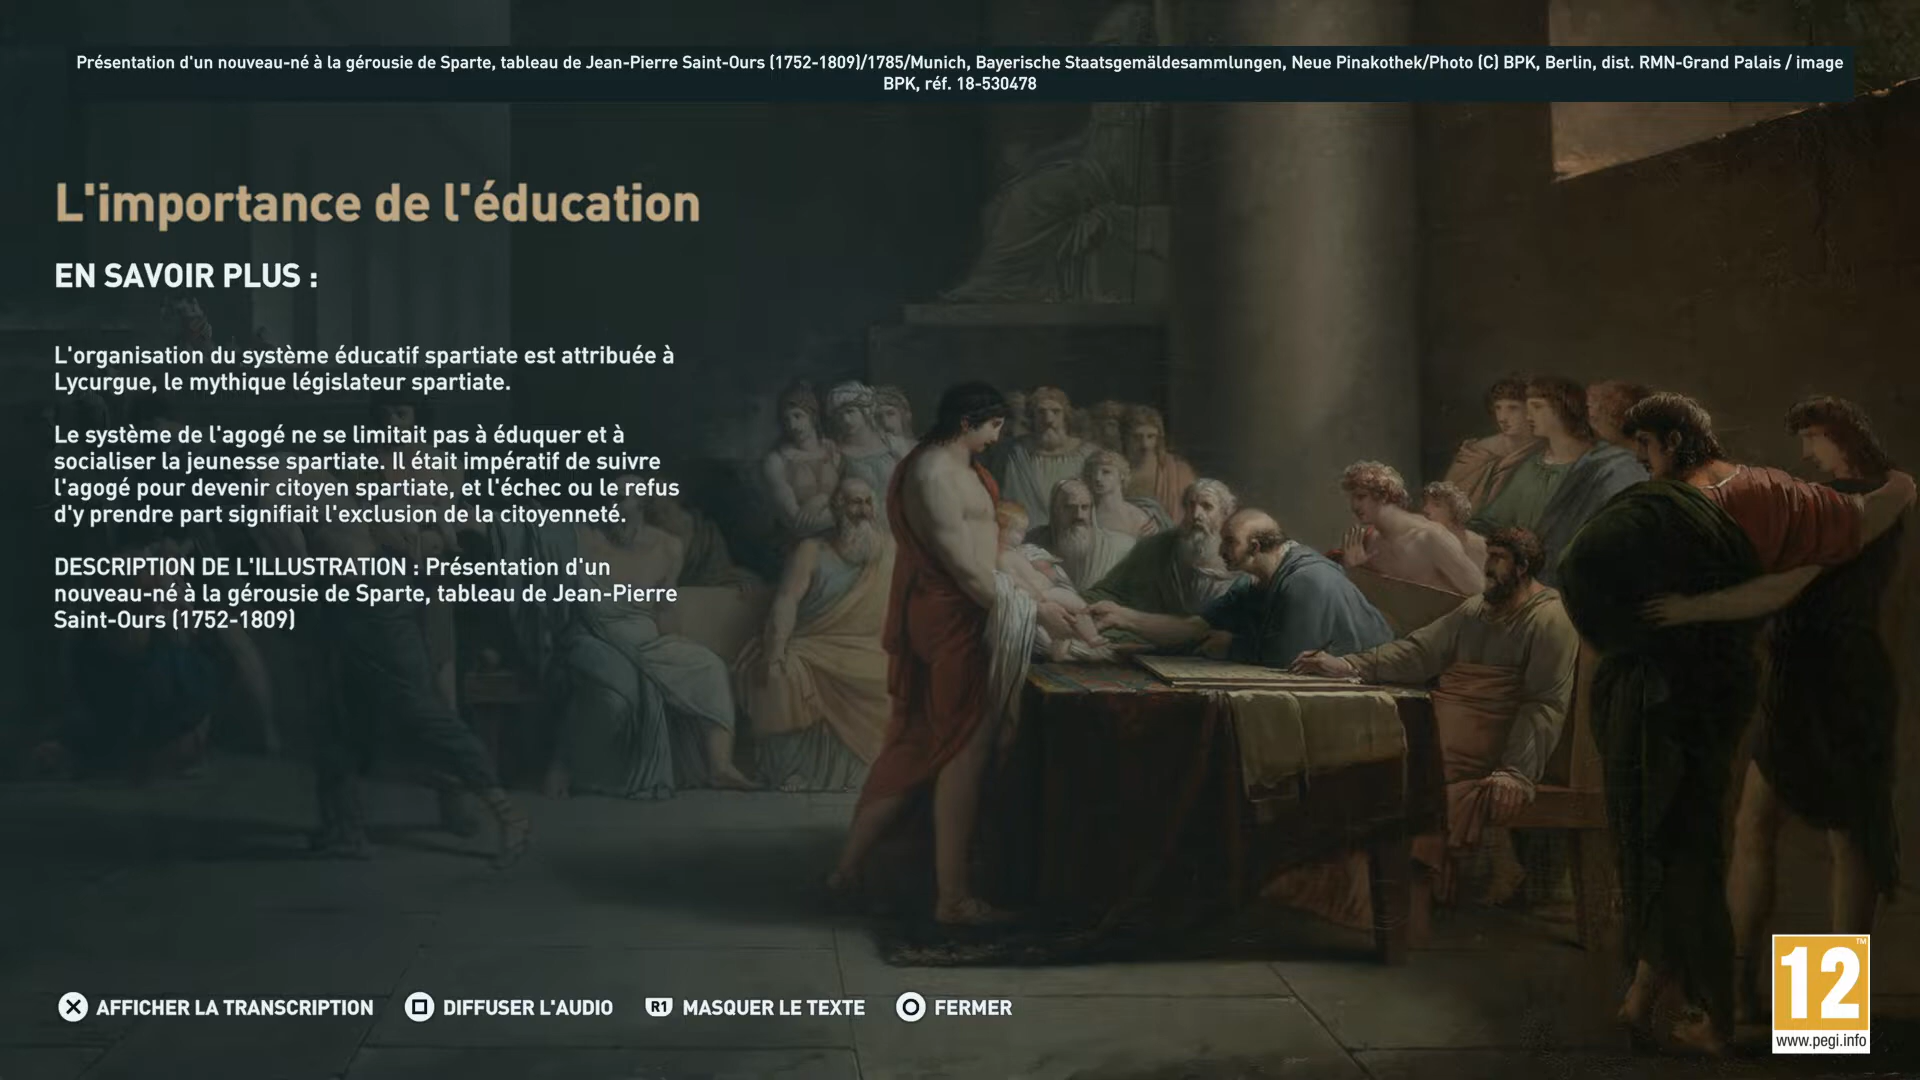 Présentation d'un nouveau-né à la gérousie de Sparte, tableau de Jean-Pierre Saint-Ours (1752-1809)/1785/Munich, Bayerische Staatsgemäldesammlungen, Neue Pinakothek/Photo (C) BPK, Berlin, dist. RMN-Grand Palais / image
BPK, réf. 18-530478
L'importance de l'éducation
EN SAVOIR PLUS :
L'organisation du système éducatif spartiate est attribuée à
Lycurgue, le mythique législateur spartiate.
Le système de l'agogé ne se limitait pas à éduquer et à
socialiser la jeunesse spartiate. Il était impératif de suivre
l'agogé pour devenir citoyen spartiate, et l'échec ou le refus
d'y prendre part signifiait l'exclusion de la citoyenneté.
DESCRIPTION DE L'ILLUSTRATION : Présentation d'un
nouveau-né à la gérousie de Sparte, tableau de Jean-Pierre
Saint-Ours (1752-1809)
AFFICHER LA TRANSCRIPTION DIFFUSER L'AUDIO R1 MASQUER LE TEXTE FERMER
12 TM
www.pegi.info